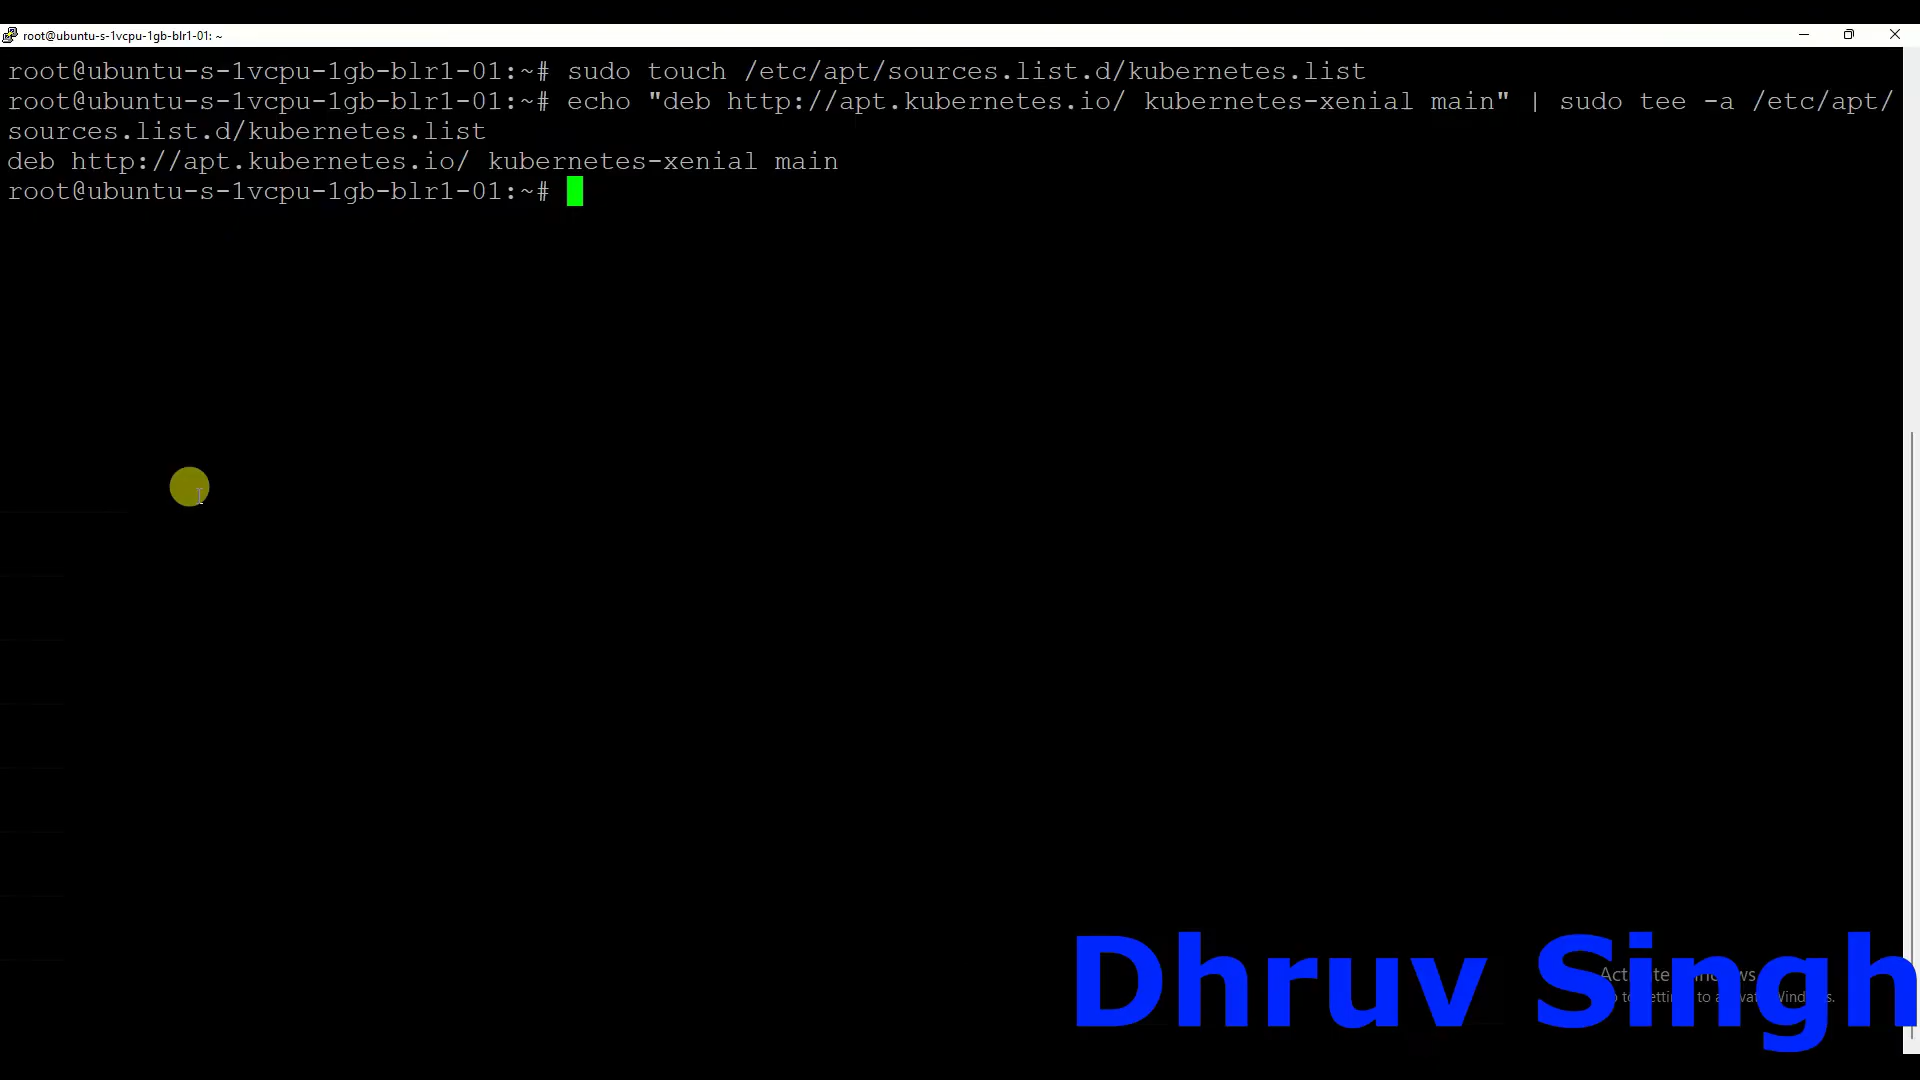 root@ubuntu-s-1vcpu-1gb-blr1-01: ~
root@ubuntu-s-1vcpu-1gb-blr1-01:~# sudo touch /etc/apt/sources.list.d/kubernetes.list
root@ubuntu-s-1vcpu-1gb-blr1-01:~# echo "deb http://apt.kubernetes.io/ kubernetes-xenial main" | sudo tee -a /etc/apt/
sources.list.d/kubernetes.list
deb http://apt.kubernetes.io/ kubernetes-xenial main
root@ubuntu-s-1vcpu-1gb-blr1-01:~#
Dhruv Singh